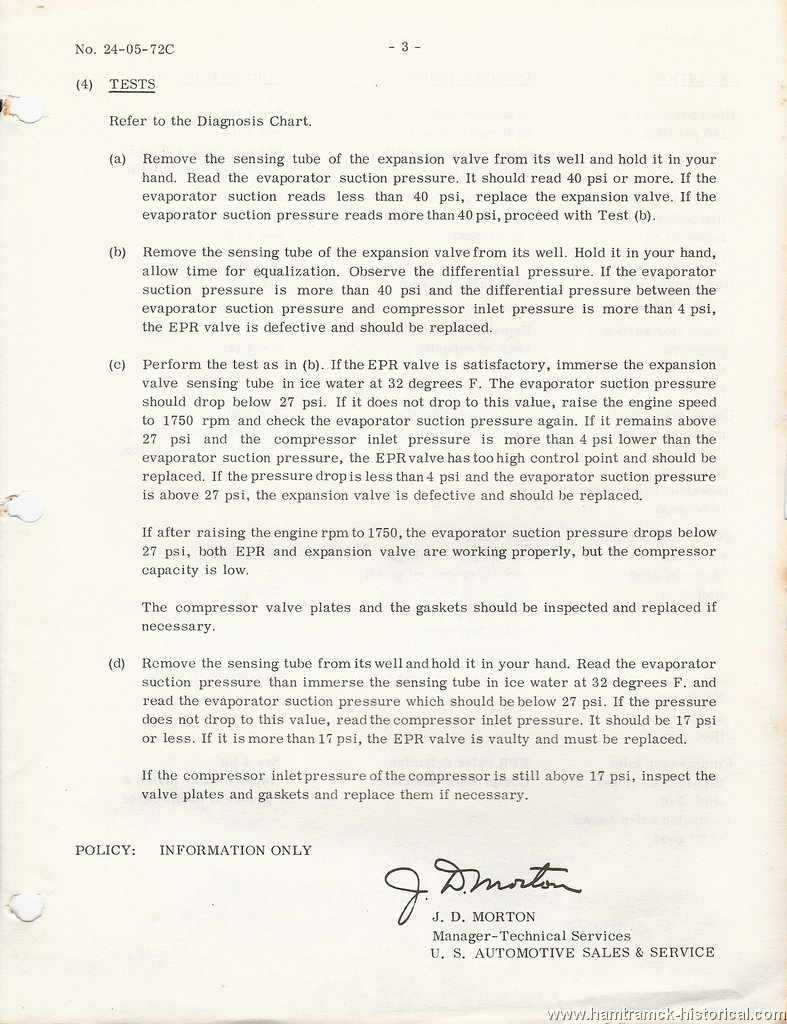 No. 24-05-72C
- 3 -
(4) TESTS
Refer to the Diagnosis Chart.
(a) Remove the sensing tube of the expansion valve from its well and hold it in your
hand. Read the evaporator suction pressure. It should read 40 psi or more. If the
evaporator suction reads less than 40 psi, replace the expansion valve. If the
evaporator suction pressure reads more than 40 psi, proceed with Test (b).
(b) Remove the sensing tube of the expansion valve from its well. Hold it in your hand,
allow time for equalization. Observe the differential pressure. If the evaporator
suction pressure is more than 40 psi and the differential pressure between the
evaporator suction pressure and compressor inlet pressure is more than 4 psi,
the EPR valve is defective and should be replaced.
(c) Perform the test as in (b). If the EPR valve is satisfactory, immerse the expansion
valve sensing tube in ice water at 32 degrees F. The evaporator suction pressure
should drop below 27 psi. If it does not drop to this value, raise the engine speed
to 1750 rpm and check the evaporator suction pressure again. If it remains above
27 psi and the compressor inlet pressure is more than 4 psi lower than the
evaporator suction pressure, the EPR valve has too high control point and should be
replaced. If the pressure drop is less than 4 psi and the evaporator suction pressure
is above 27 psi, the expansion valve is defective and should be replaced.
If after raising the engine rpm to 1750, the evaporator suction pressure drops below
27 psi, both EPR and expansion valve are working properly, but the compressor
capacity is low.
The compressor valve plates and the gaskets should be inspected and replaced if
necessary.
(d) Remove the sensing tube from its well and hold it in your hand. Read the evaporator
suction pressure than immerse the sensing tube in ice water at 32 degrees F. and
read the evaporator suction pressure which should be below 27 psi. If the pressure
does not drop to this value, read the compressor inlet pressure. It should be 17 psi
or less. If it is more than 17 psi, the EPR valve is vaulty and must be replaced.
If the compressor inlet pressure of the compressor is still above 17 psi, inspect the
valve plates and gaskets and replace them if necessary.
POLICY: INFORMATION ONLY
J. D. Morton
J. D. MORTON
Manager-Technical Services
U. S. AUTOMOTIVE SALES & SERVICE
www.hamtramck-historical.com